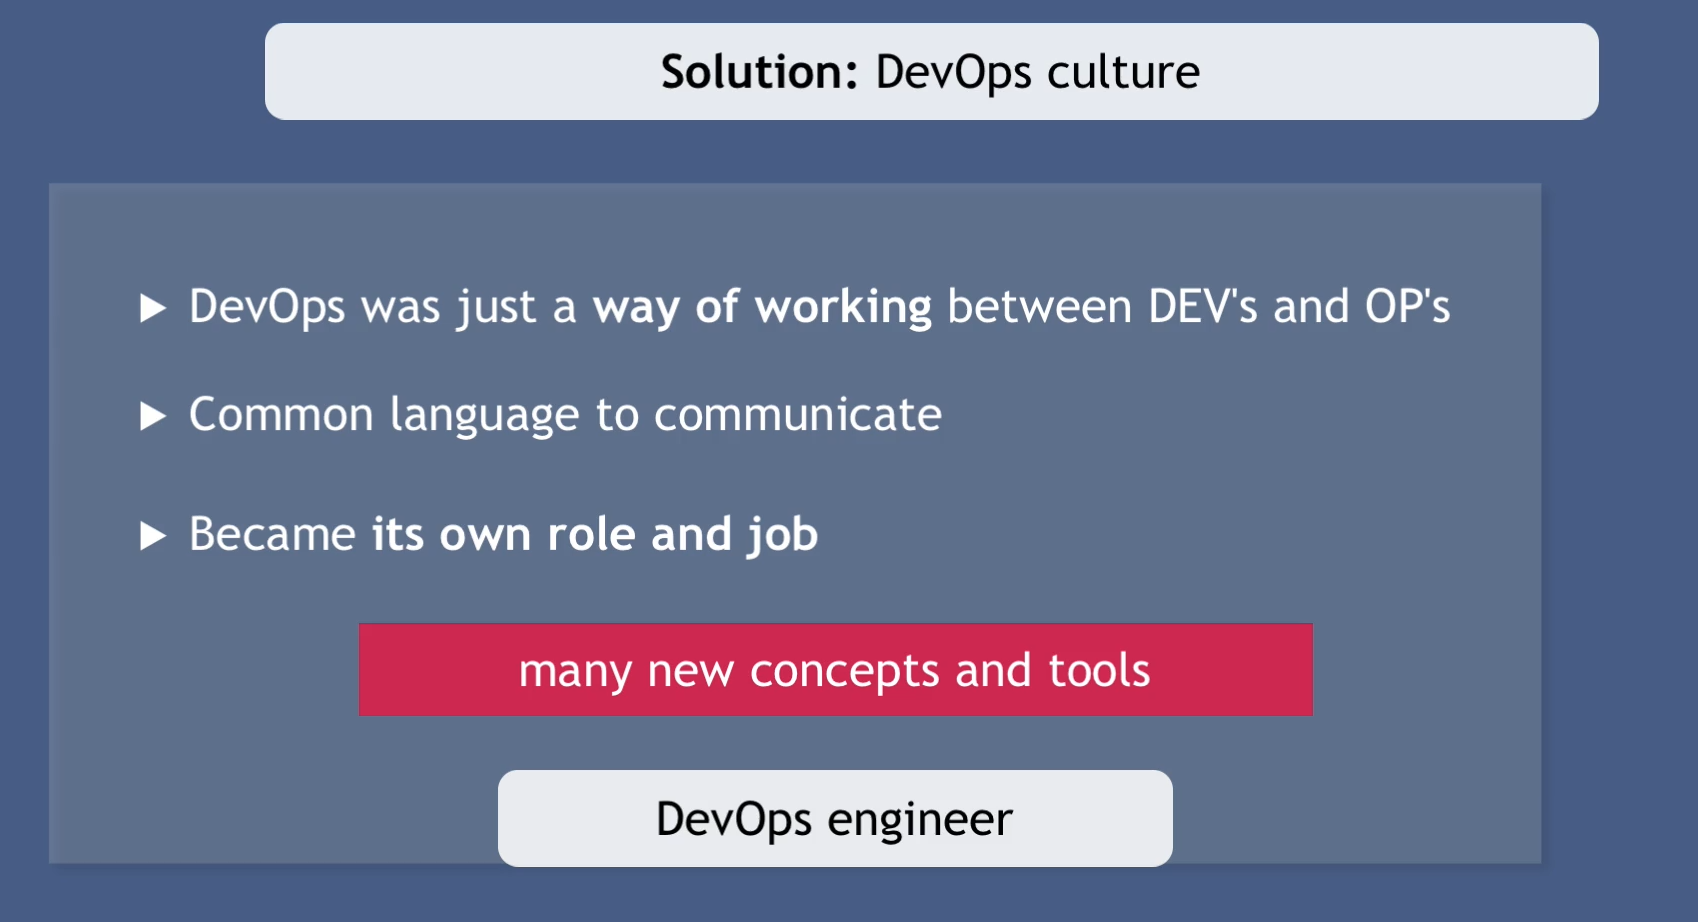 Solution: DevOps culture
DevOps was just a way of working between DEV's and OP's
Common language to communicate
Became its own role and job
many new concepts and tools
DevOps engineer